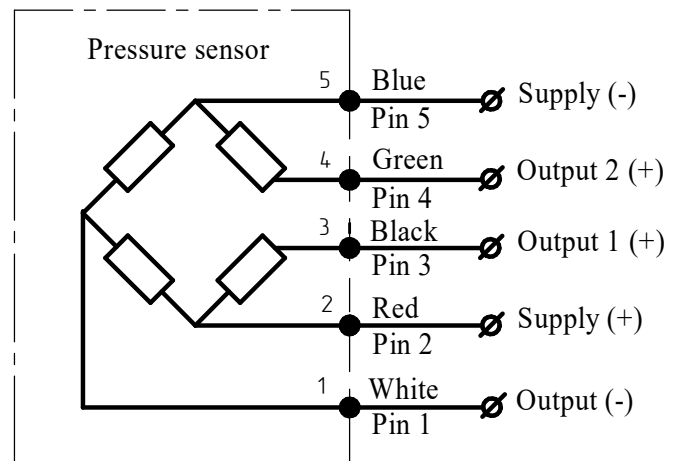 Pressure sensor
5 Blue Supply (-)
Pin 5
4 Green Output 2 (+)
Pin 4
3 Black Output 1 (+)
Pin 3
2 Red Supply (+)
Pin 2
1 White Output (-)
Pin 1